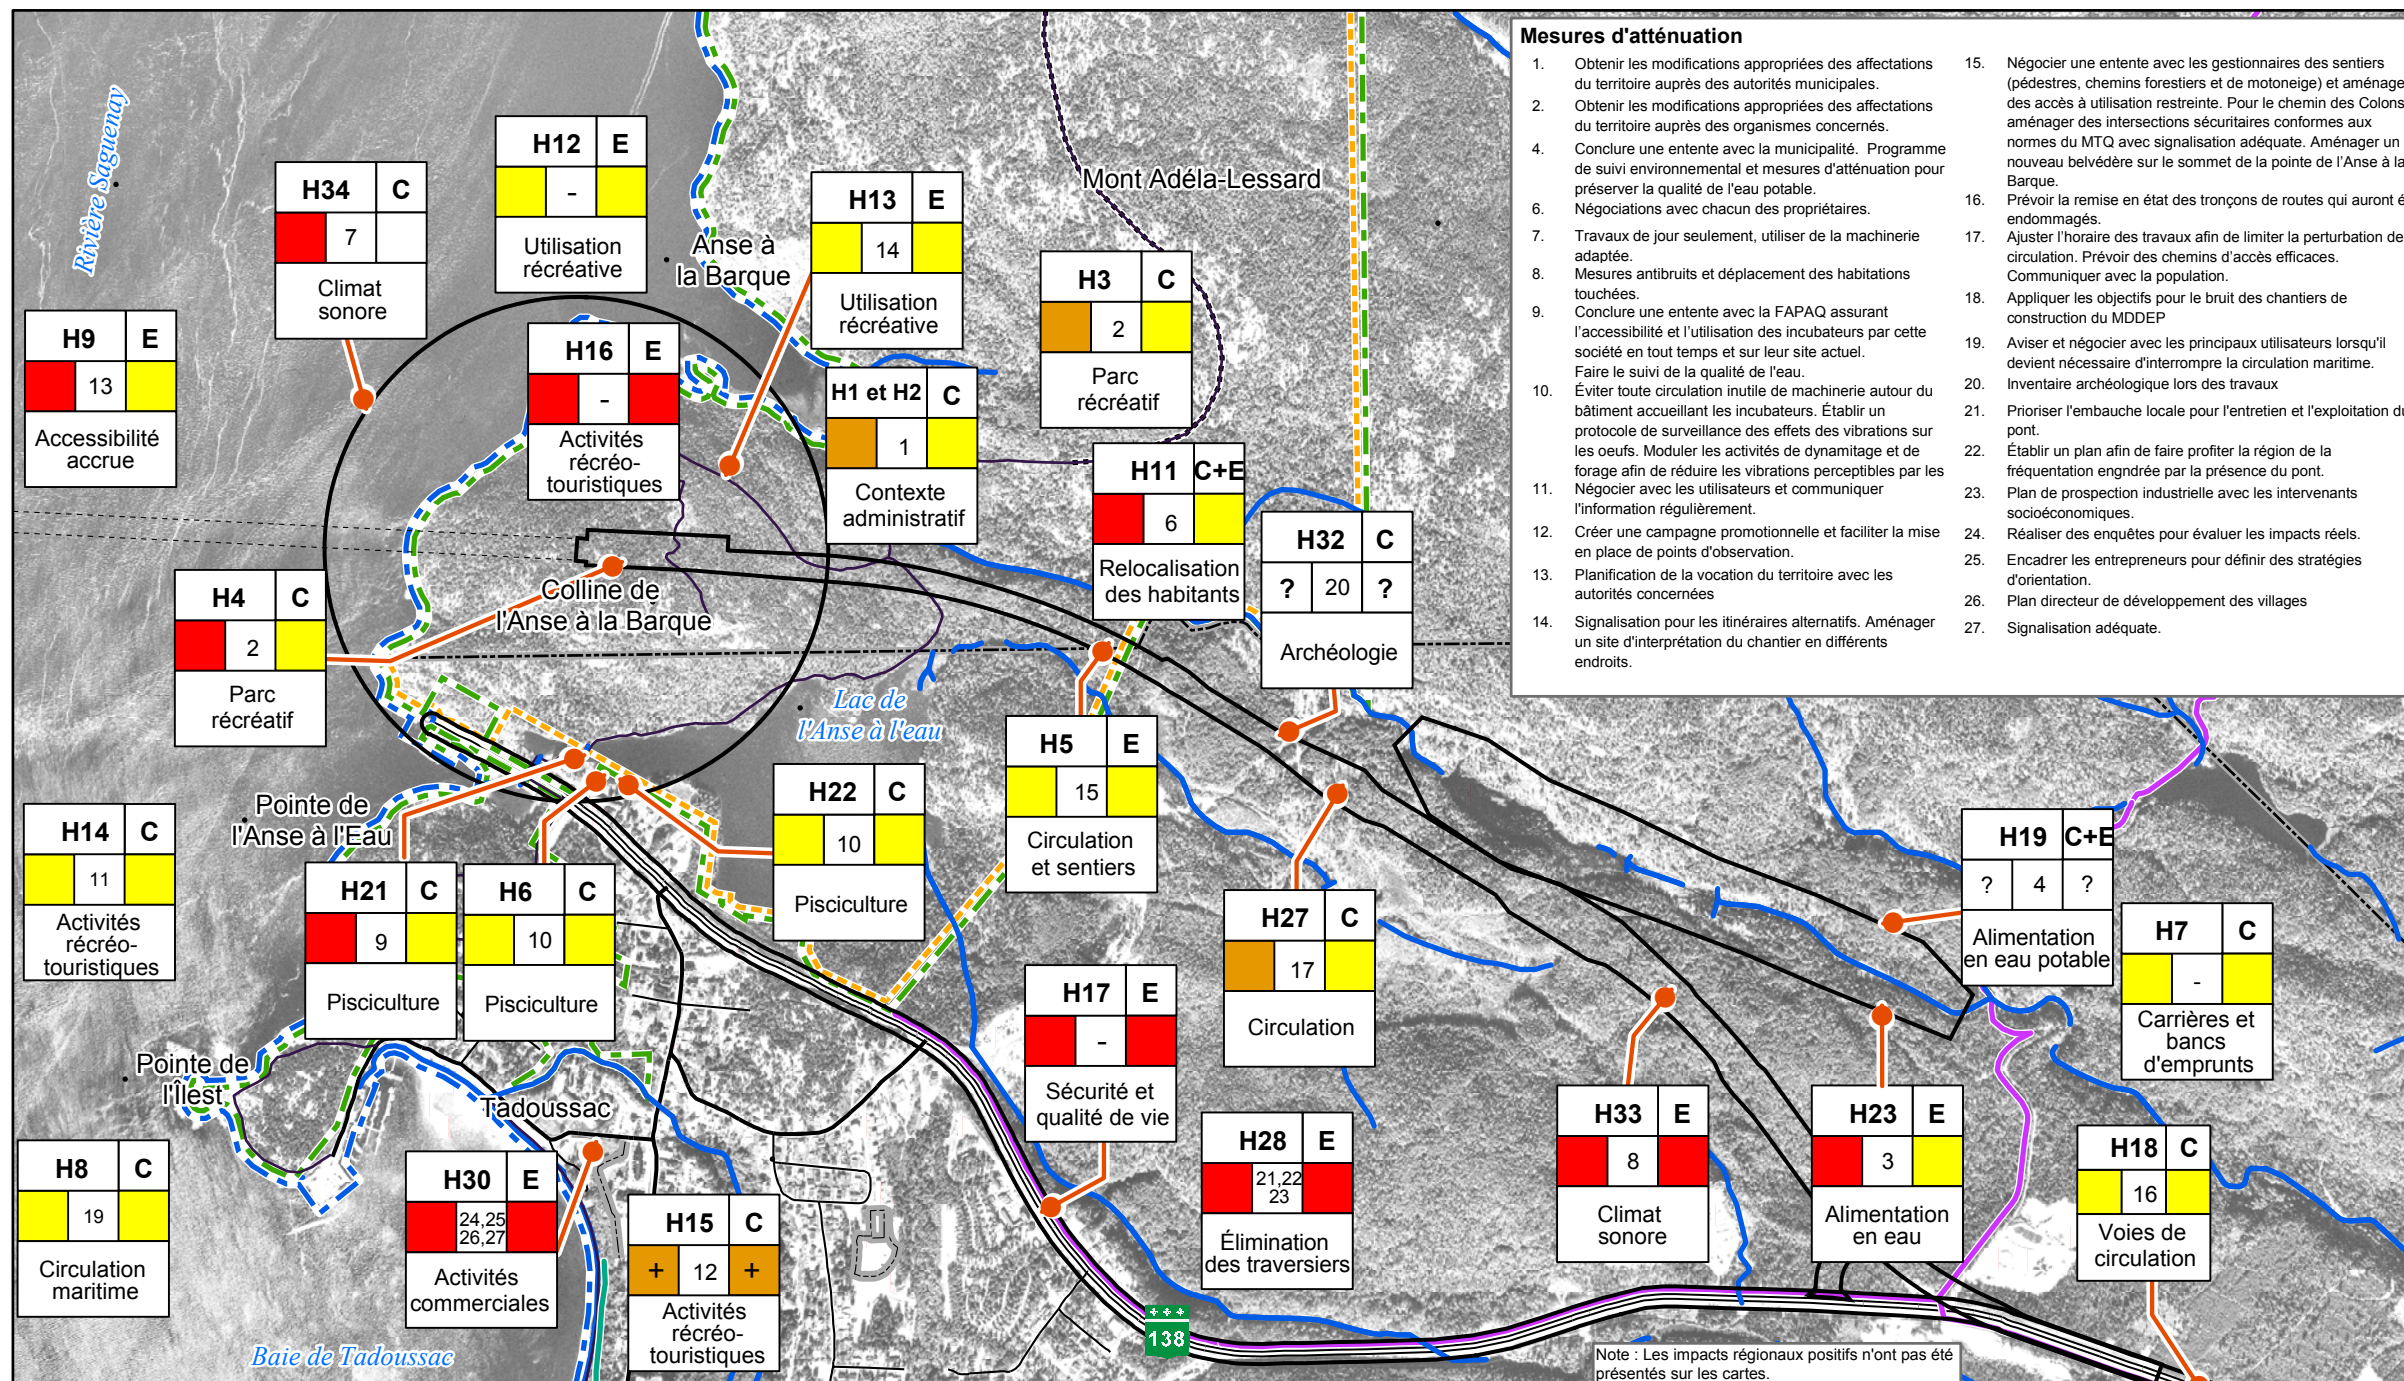 Mesures d'atténuation
1. Obtenir les modifications appropriées des affectations
du territoire auprès des autorités municipales.
2. Obtenir les modifications appropriées des affectations
du territoire auprès des organismes concernés.
4. Conclure une entente avec la municipalité. Programme
de suivi environnemental et mesures d'atténuation pour
préserver la qualité de l'eau potable.
6. Négociations avec chacun des propriétaires.
7. Travaux de jour seulement, utiliser de la machinerie
adaptée.
8. Mesures antibruits et déplacement des habitations
touchées.
9. Conclure une entente avec la FAPAQ assurant
l'accessibilité et l'utilisation des incubateurs par cette
société en tout temps et sur leur site actuel.
Faire le suivi de la qualité de l'eau.
10. Éviter toute circulation inutile de machinerie autour du
bâtiment accueillant les incubateurs. Établir un
protocole de surveillance des effets des vibrations sur
les oeufs. Moduler les activités de dynamitage et de
forage afin de réduire les vibrations perceptibles par les
11. Négocier avec les utilisateurs et communiquer
l'information régulièrement.
12. Créer une campagne promotionnelle et faciliter la mise
en place de points d'observation.
13. Planification de la vocation du territoire avec les
autorités concernées
14. Signalisation pour les itinéraires alternatifs. Aménager
un site d'interprétation du chantier en différents
endroits.
15. Négocier une entente avec les gestionnaires des sentiers
(pédestres, chemins forestiers et de motoneige) et aménage
des accès à utilisation restreinte. Pour le chemin des Colons
aménager des intersections sécuritaires conformes aux
normes du MTQ avec signalisation adéquate. Aménager un
nouveau belvédère sur le sommet de la pointe de l'Anse à la
Barque.
16. Prévoir la remise en état des tronçons de routes qui auront é
endommagés.
17. Ajuster l'horaire des travaux afin de limiter la perturbation de
circulation. Prévoir des chemins d'accès efficaces.
Communiquer avec la population.
18. Appliquer les objectifs pour le bruit des chantiers de
construction du MDDEP
19. Aviser et négocier avec les principaux utilisateurs lorsqu'il
devient nécessaire d'interrompre la circulation maritime.
20. Inventaire archéologique lors des travaux
21. Prioriser l'embauche locale pour l'entretien et l'exploitation du
pont.
22. Établir un plan afin de faire profiter la région de la
fréquentation engndrée par la présence du pont.
23. Plan de prospection industrielle avec les intervenants
socioéconomiques.
24. Réaliser des enquêtes pour évaluer les impacts réels.
25. Encadrer les entrepreneurs pour définir des stratégies
d'orientation.
26. Plan directeur de développement des villages
27. Signalisation adéquate.
Rivière Saguenay
H34 C
7
Climat
sonore
H12 E
-
Utilisation
récréative
Anse à
la Barque
H13 E
14
Utilisation
récréative
Mont Adéla-Lessard
H3 C
2
Parc
récréatif
H9 E
13
Accessibilité
accrue
H16 E
-
Activités
récréo-
touristiques
H1 et H2 C
1
Contexte
administratif
H11 C+E
6
Relocalisation
des habitants
H32 C
? 20 ?
Archéologie
H4 C
2
Parc
récréatif
Colline de
l'Anse à la Barque
Lac de
l'Anse à l'eau
H5 E
15
Circulation
et sentiers
H22 C
10
Pisciculture
Pointe de
l'Anse à l'Eau
H14 C
11
Activités
récréo-
touristiques
H21 C
9
Pisciculture
H6 C
10
Pisciculture
H27 C
17
Circulation
H19 C+E
? 4 ?
Alimentation
en eau potable
H7 C
-
Carrières et
bancs
d'emprunts
H17 E
-
Sécurité et
qualité de vie
Pointe de
l'Îlest
Tadoussac
H8 C
19
Circulation
maritime
H30 E
24,25
26,27
Activités
commerciales
H15 C
+ 12 +
Activités
récréo-
touristiques
H28 E
21,22
23
Élimination
des traversiers
H33 E
8
Climat
sonore
H23 E
3
Alimentation
en eau
H18 C
16
Voies de
circulation
138
Baie de Tadoussac
Note : Les impacts régionaux positifs n'ont pas été
présentés sur les cartes.